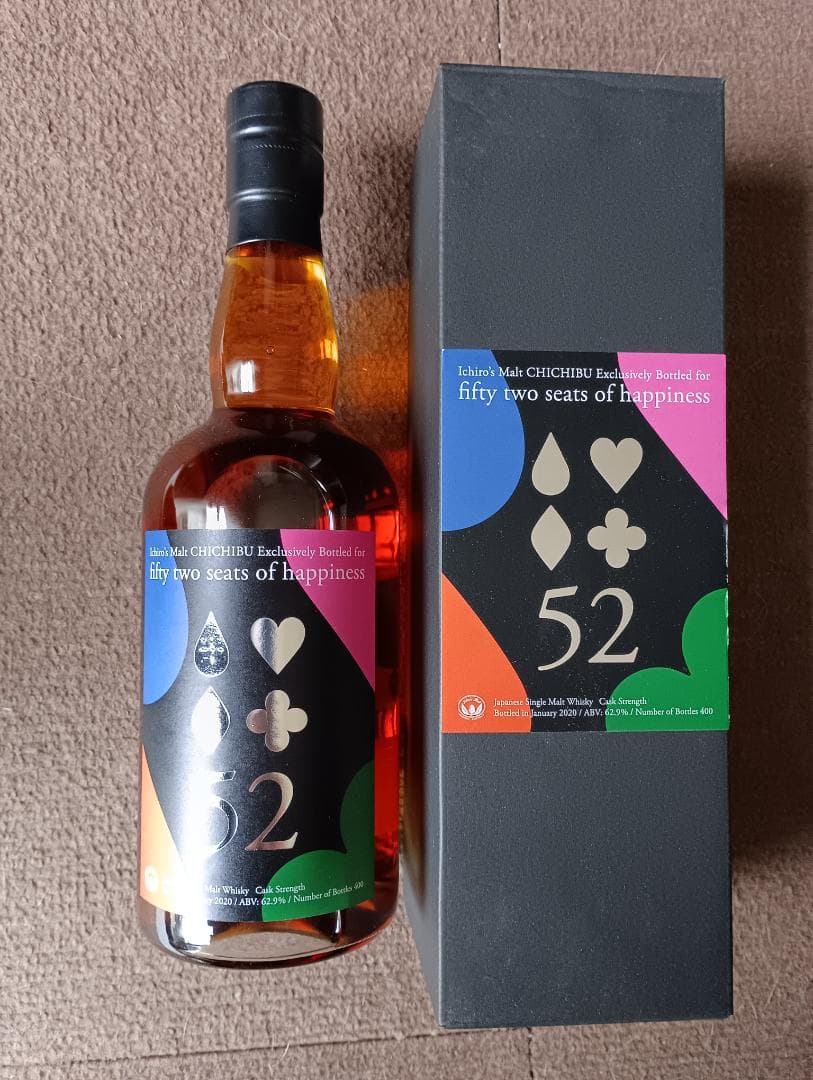 Ichiro's Malt CHICHIBU Exclusively Bottled for
fifty two seats of happiness
52
Malt Whisky Cask Strength
2020 / ABV: 62.9% / Number of Bottles 400
Ichiro's Malt CHICHIBU Exclusively Bottled for
fifty two seats of happiness
52
Japanese Single Malt Whisky Cask Strength
Bottled in January 2020 / ABV: 62.9% / Number of Bottles 400